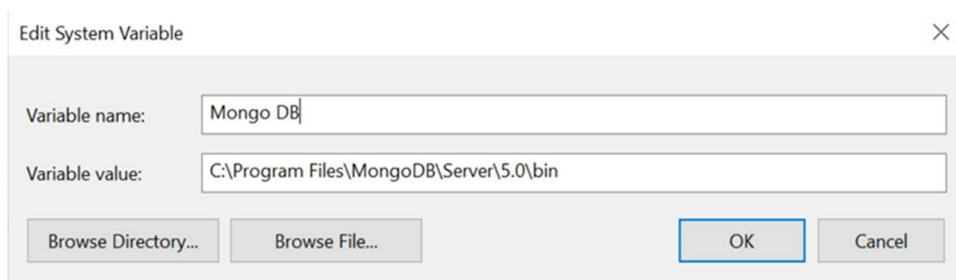 Edit System Variable
Variable name: Mongo DB
Variable value: C:\Program Files\MongoDB\Server\5.0\bin
Browse Directory... Browse File... OK Cancel